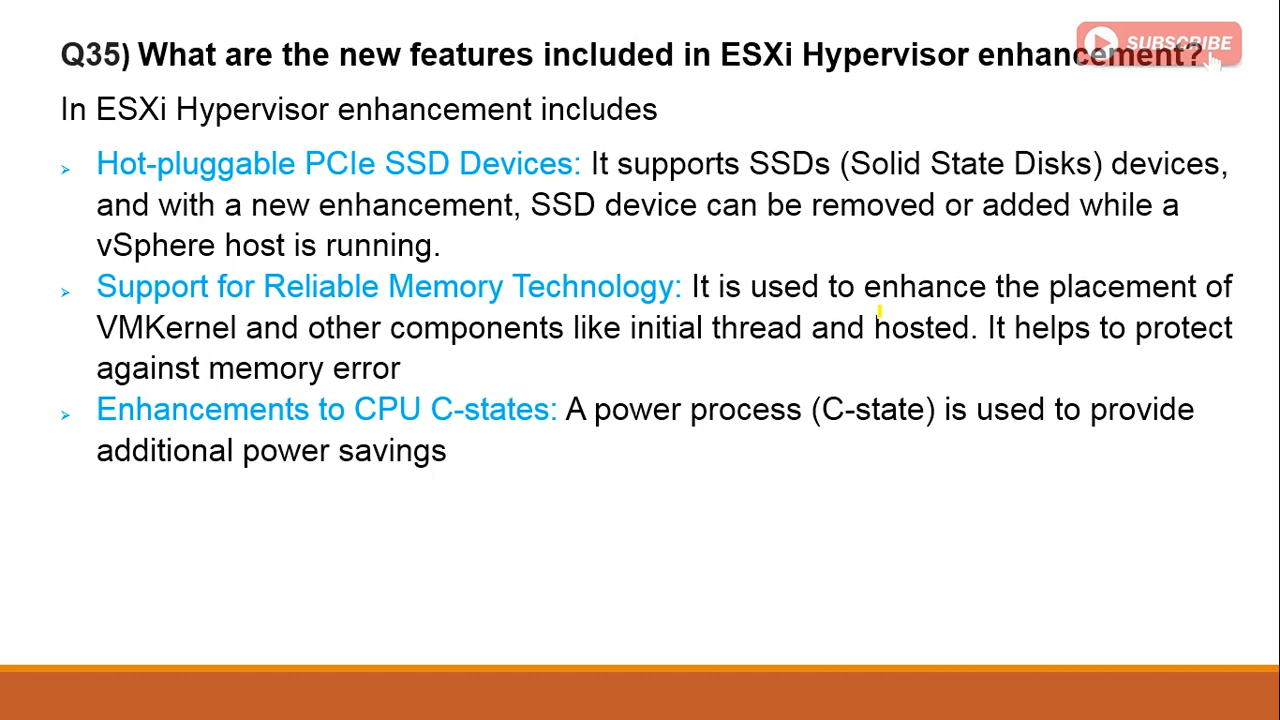 Q35) What are the new features included in ESXi Hypervisor enhancement?
SUBSCRIBE
In ESXi Hypervisor enhancement includes
Hot-pluggable PCIe SSD Devices: It supports SSDs (Solid State Disks) devices,
and with a new enhancement, SSD device can be removed or added while a
vSphere host is running.
Support for Reliable Memory Technology: It is used to enhance the placement of
VMKernel and other components like initial thread and hosted. It helps to protect
against memory error
Enhancements to CPU C-states: A power process (C-state) is used to provide
additional power savings